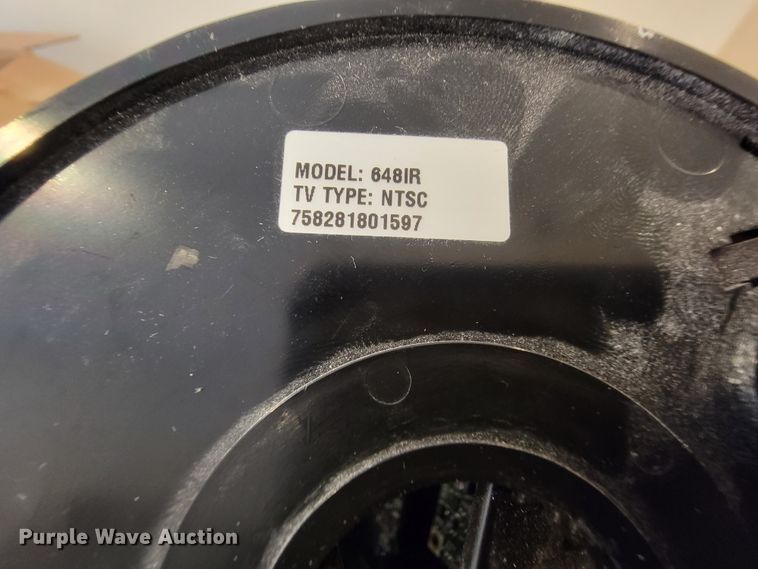 MODEL: 648IR
TV TYPE: NTSC
758281801597
Purple Wave Auction